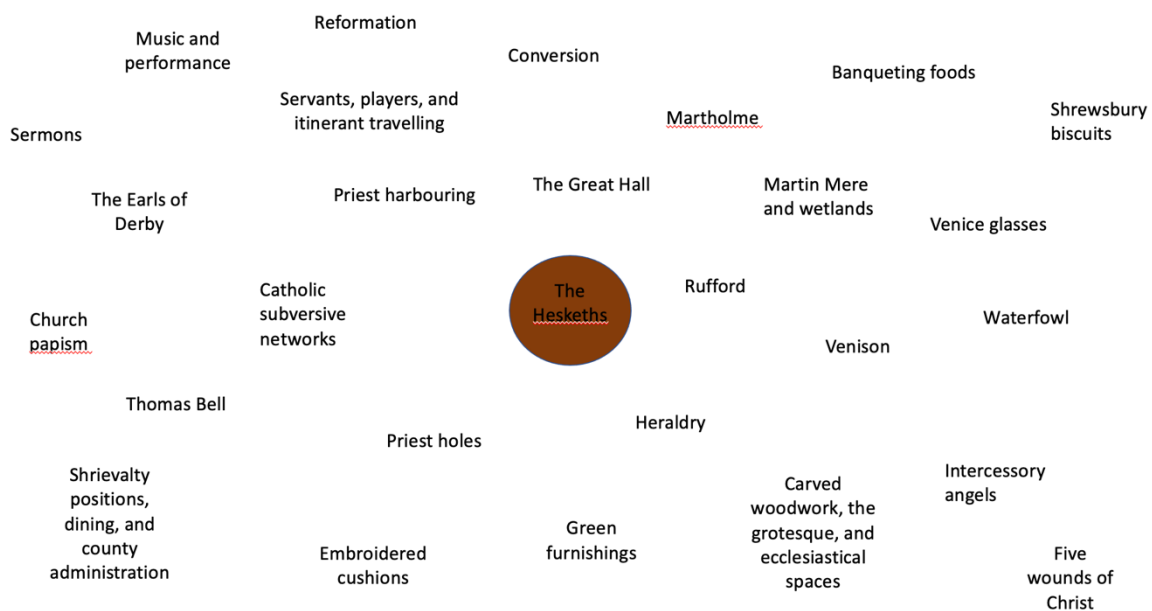 Reformation
Music and
performance
Conversion
Banqueting foods
Servants, players, and
itinerant travelling
Martholme
Shrewsbury
biscuits
Sermons
The Earls of
Derby
Priest harbouring
The Great Hall
Martin Mere
and wetlands
Venice glasses
Catholic
subversive
networks
The
Heskeths
Rufford
Church
papism
Waterfowl
Venison
Thomas Bell
Priest holes
Heraldry
Shrievalty
positions,
dining, and
county
administration
Embroidered
cushions
Green
furnishings
Carved
woodwork, the
grotesque, and
ecclesiastical
spaces
Intercessory
angels
Five
wounds of
Christ